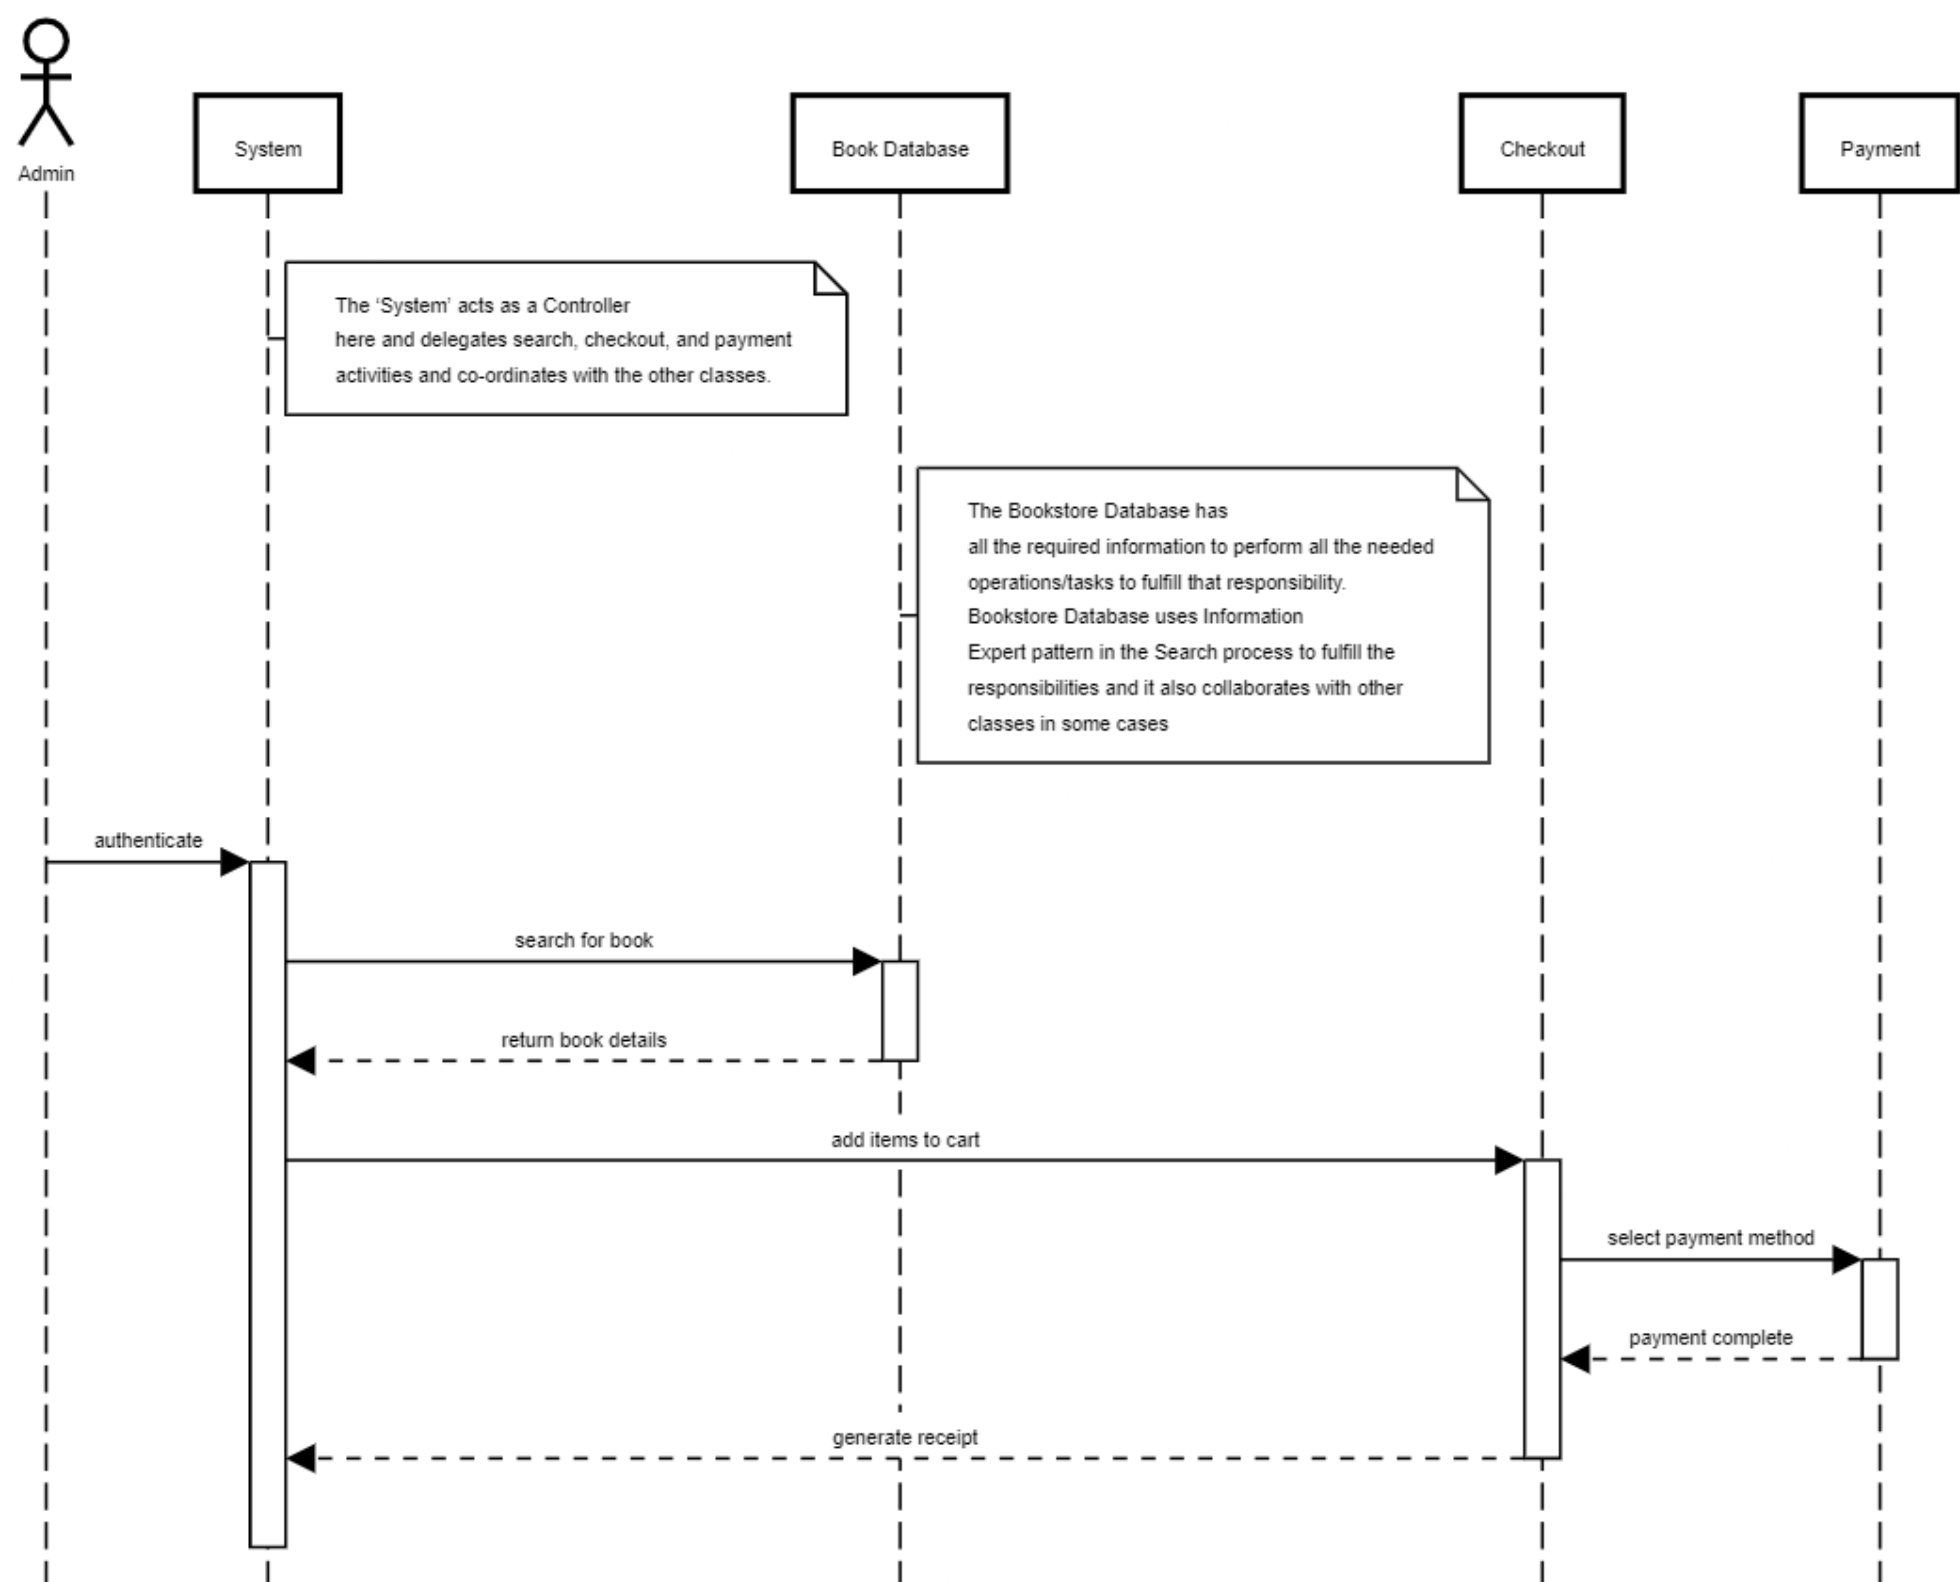 Admin
System
Book Database
Checkout
Payment
The ‘System’ acts as a Controller
here and delegates search, checkout, and payment
activities and co-ordinates with the other classes.
The Bookstore Database has
all the required information to perform all the needed
operations/tasks to fulfill that responsibility.
Bookstore Database uses Information
Expert pattern in the Search process to fulfill the
responsibilities and it also collaborates with other
classes in some cases
authenticate
search for book
return book details
add items to cart
select payment method
payment complete
generate receipt